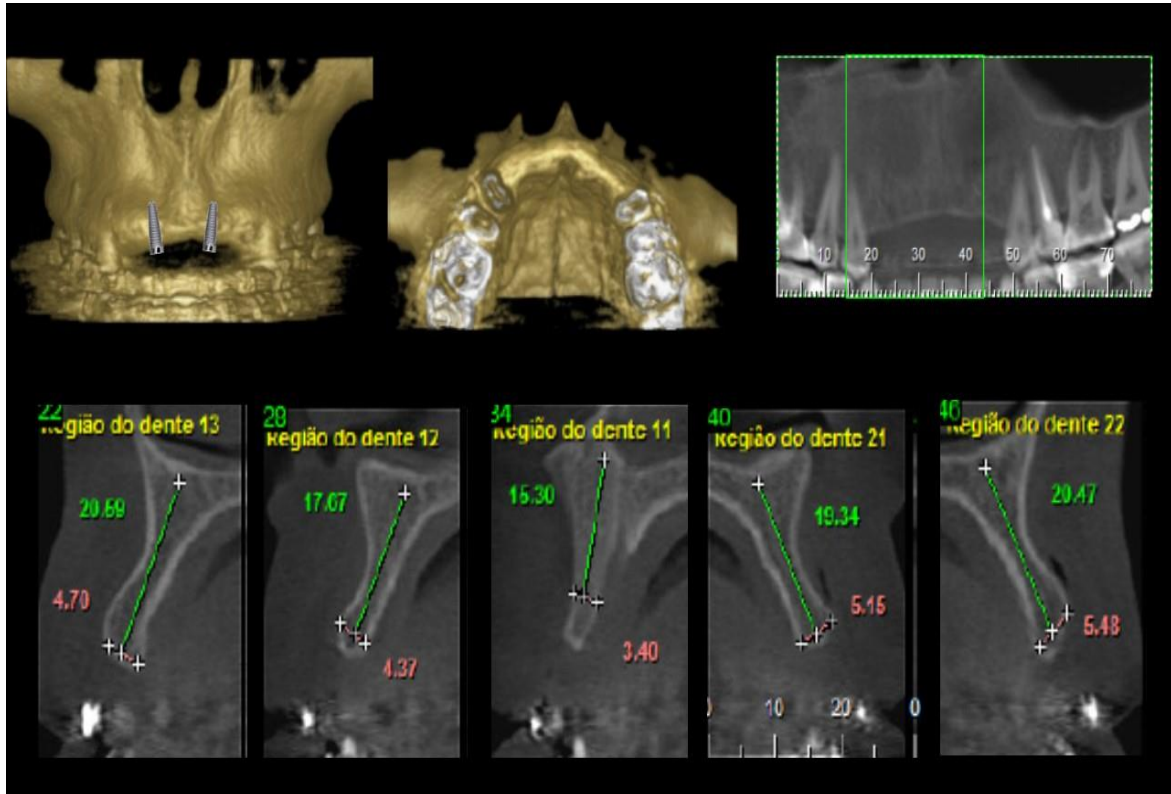 10 20 30 40 50 60 70
22
Região do dente 13
20.59
4.70
28
Região do dente 12
17.07
4.37
34
Região do dente 11
15.30
3.40
40
Região do dente 21
19.34
5.15
0 10 20 0
46
Região do dente 22
20.47
5.48